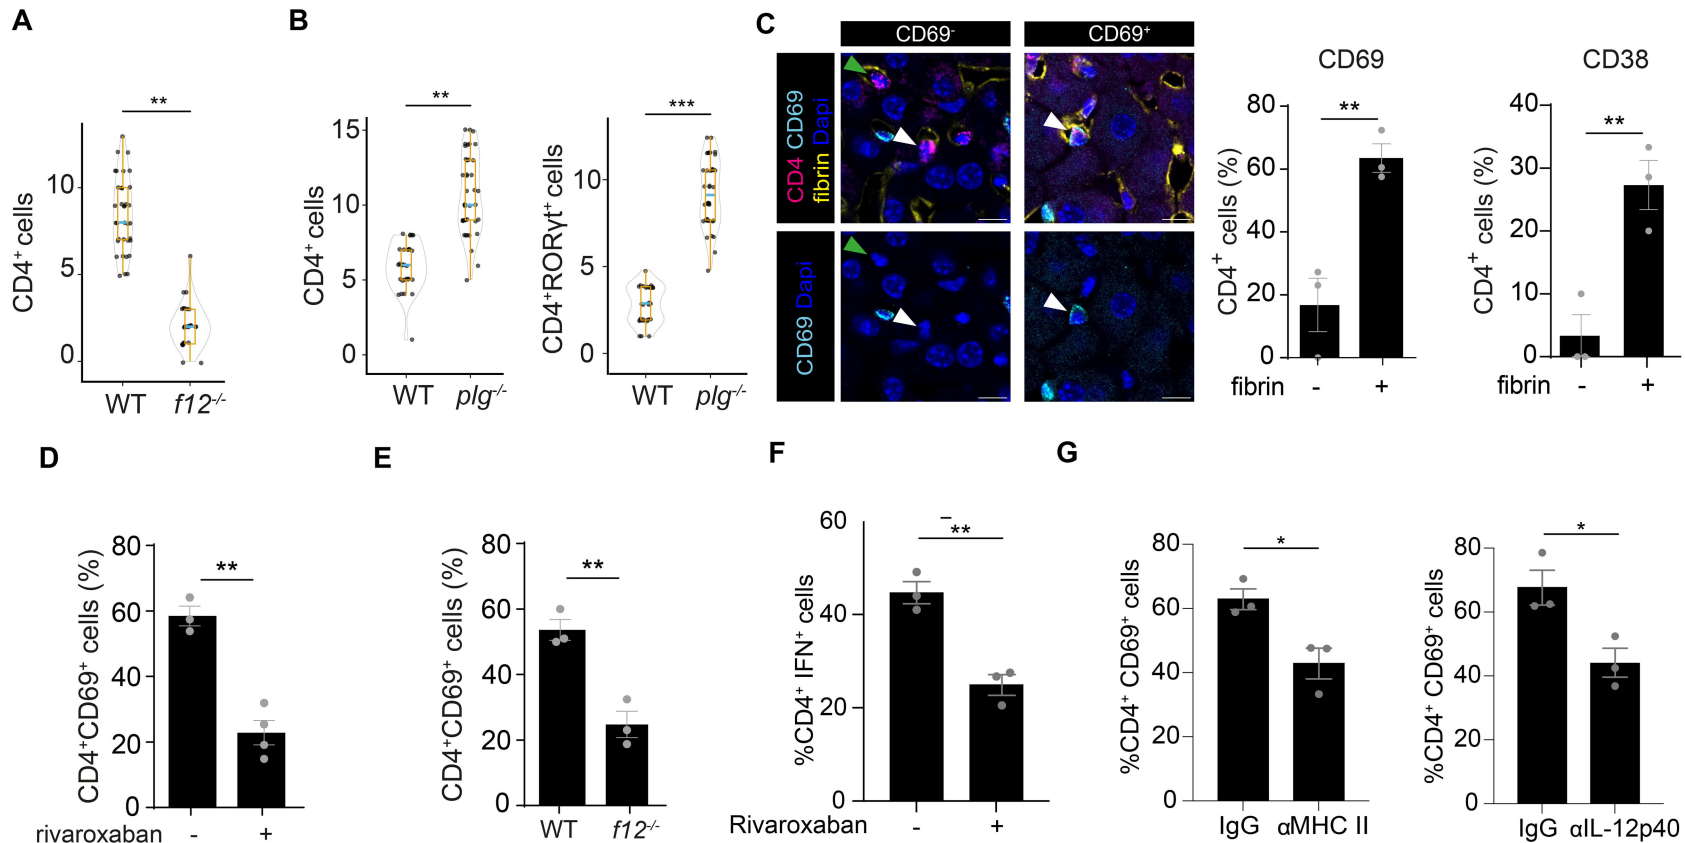 A
**
CD4⁺ cells
10
5
0
WT
f12⁻/⁻
B
**
CD4⁺ cells
15
10
5
0
WT
plg⁻/⁻
***
CD4⁺RORγt⁺ cells
10
5
0
WT
plg⁻/⁻
C
CD69⁻
CD69⁺
CD4 CD69
fibrin Dapi
CD69 Dapi
CD69
**
CD4⁺ cells (%)
80
60
40
20
0
fibrin - +
CD38
**
CD4⁺ cells (%)
40
30
20
10
0
fibrin - +
D
**
CD4⁺CD69⁺ cells (%)
80
60
40
20
0
rivaroxaban - +
E
**
CD4⁺CD69⁺ cells (%)
80
60
40
20
0
WT
f12⁻/⁻
F
–
**
%CD4⁺ IFN⁺ cells
60
40
20
0
Rivaroxaban - +
G
*
%CD4⁺ CD69⁺ cells
80
60
40
20
0
IgG αMHC II
*
%CD4⁺ CD69⁺ cells
80
60
40
20
0
IgG αIL-12p40